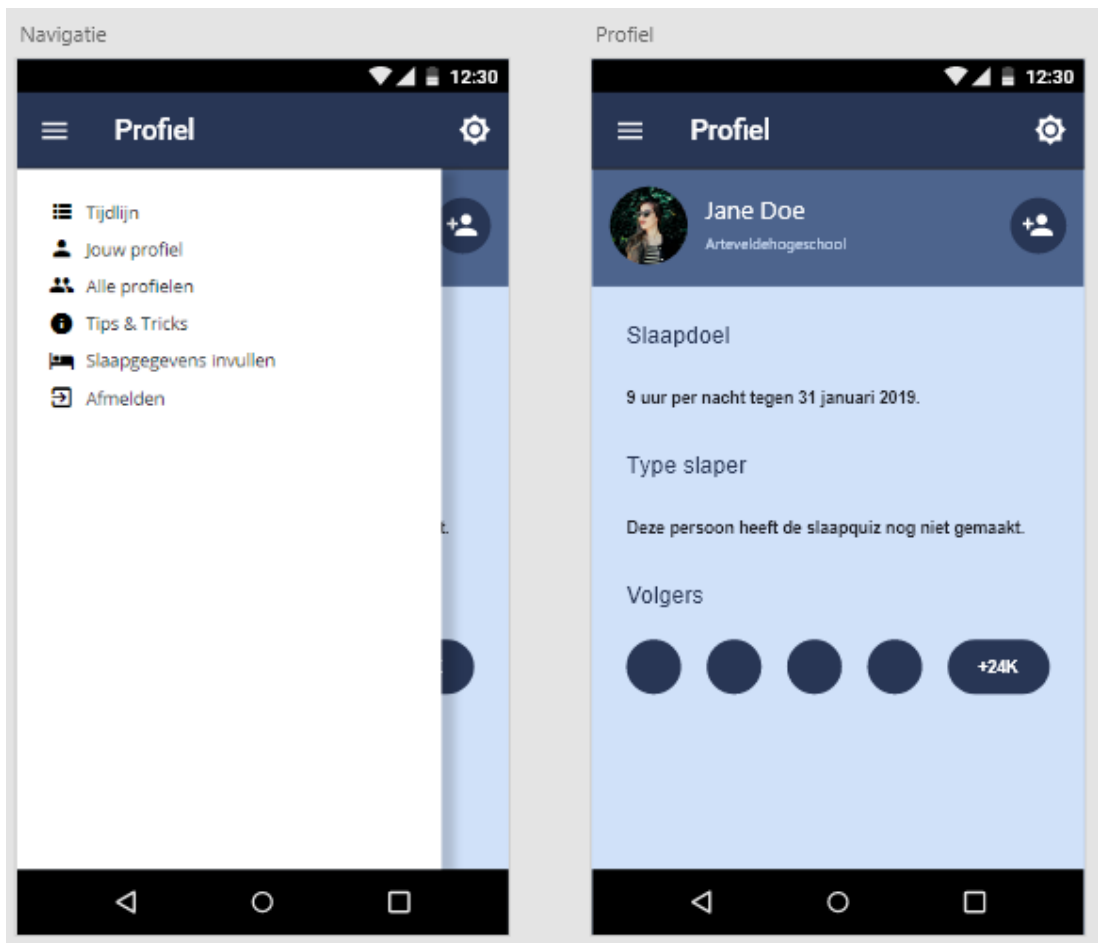 Navigatie
12:30
Profiel
Tijdlijn
Jouw profiel
Alle profielen
Tips & Tricks
Slaapgegevens invullen
Afmelden
t.
Profiel
12:30
Profiel
Jane Doe
Arteveldehogeschool
Slaapdoel
9 uur per nacht tegen 31 januari 2019.
Type slaper
Deze persoon heeft de slaapquiz nog niet gemaakt.
Volgers
+24K